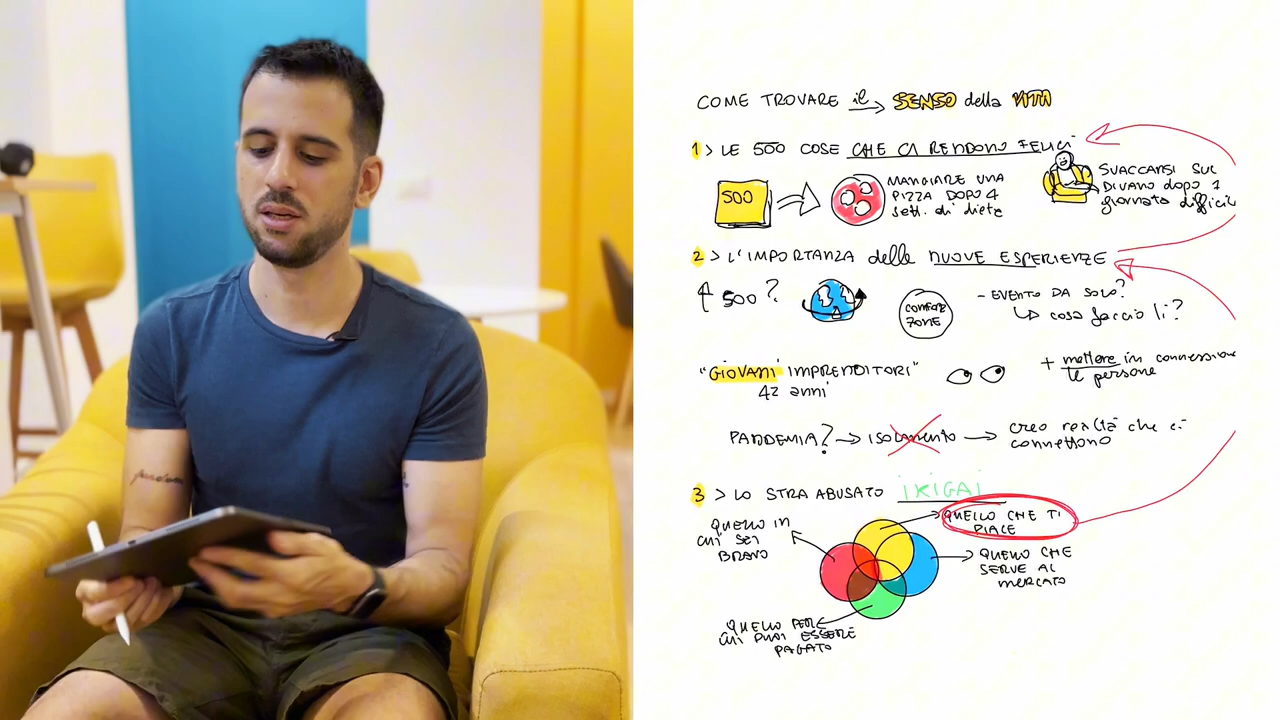 COME TROVARE il SENSO della VITA
1> LE 500 COSE CHE CI RENDONO FELICI
500
MANGIARE UNA
PIZZA DOPO 4
sett. di dieta
SVACCARSI SUL
DIVANO dopo 1
giornata difficile
2> L'IMPORTANZA delle NUOVE ESPERIENZE
500?
COMFORT
ZONE
- EVENTO DA SOLO?
cosa faccio lì?
"GIOVANI IMPRENDITORI"
42 anni
+ mettere in connessione
le persone
PANDEMIA? → ISOLAMENTO → creo realtà che ci
connettono
3 > LO STRA ABUSATO IKIGAI
QUELLO IN
CUI SEI
BRAVO
QUELLO CHE TI
PIACE
QUELLO CHE
SERVE AL
MERCATO
QUELLO PER
CUI PUOI ESSERE
PAGATO